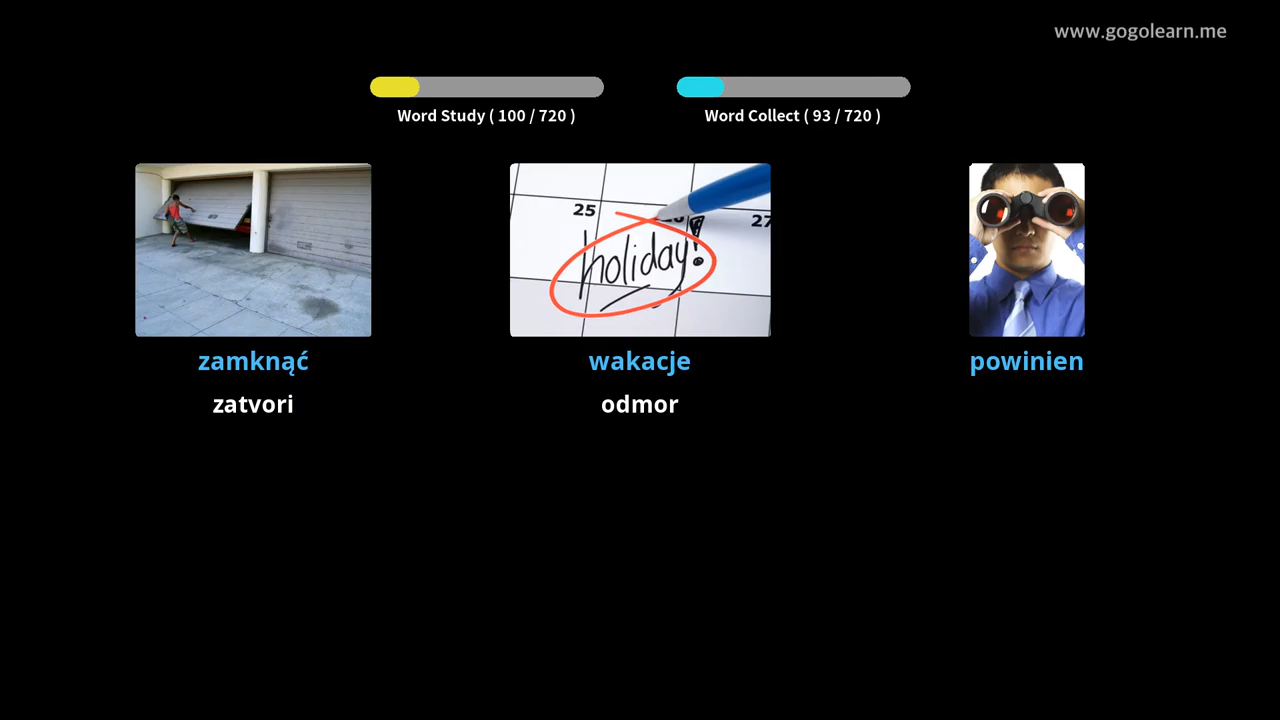 www.gogolearn.me
Word Study ( 100 / 720 )
Word Collect ( 93 / 720 )
25
27
holiday!
zamknąć
wakacje
powinien
zatvori
odmor